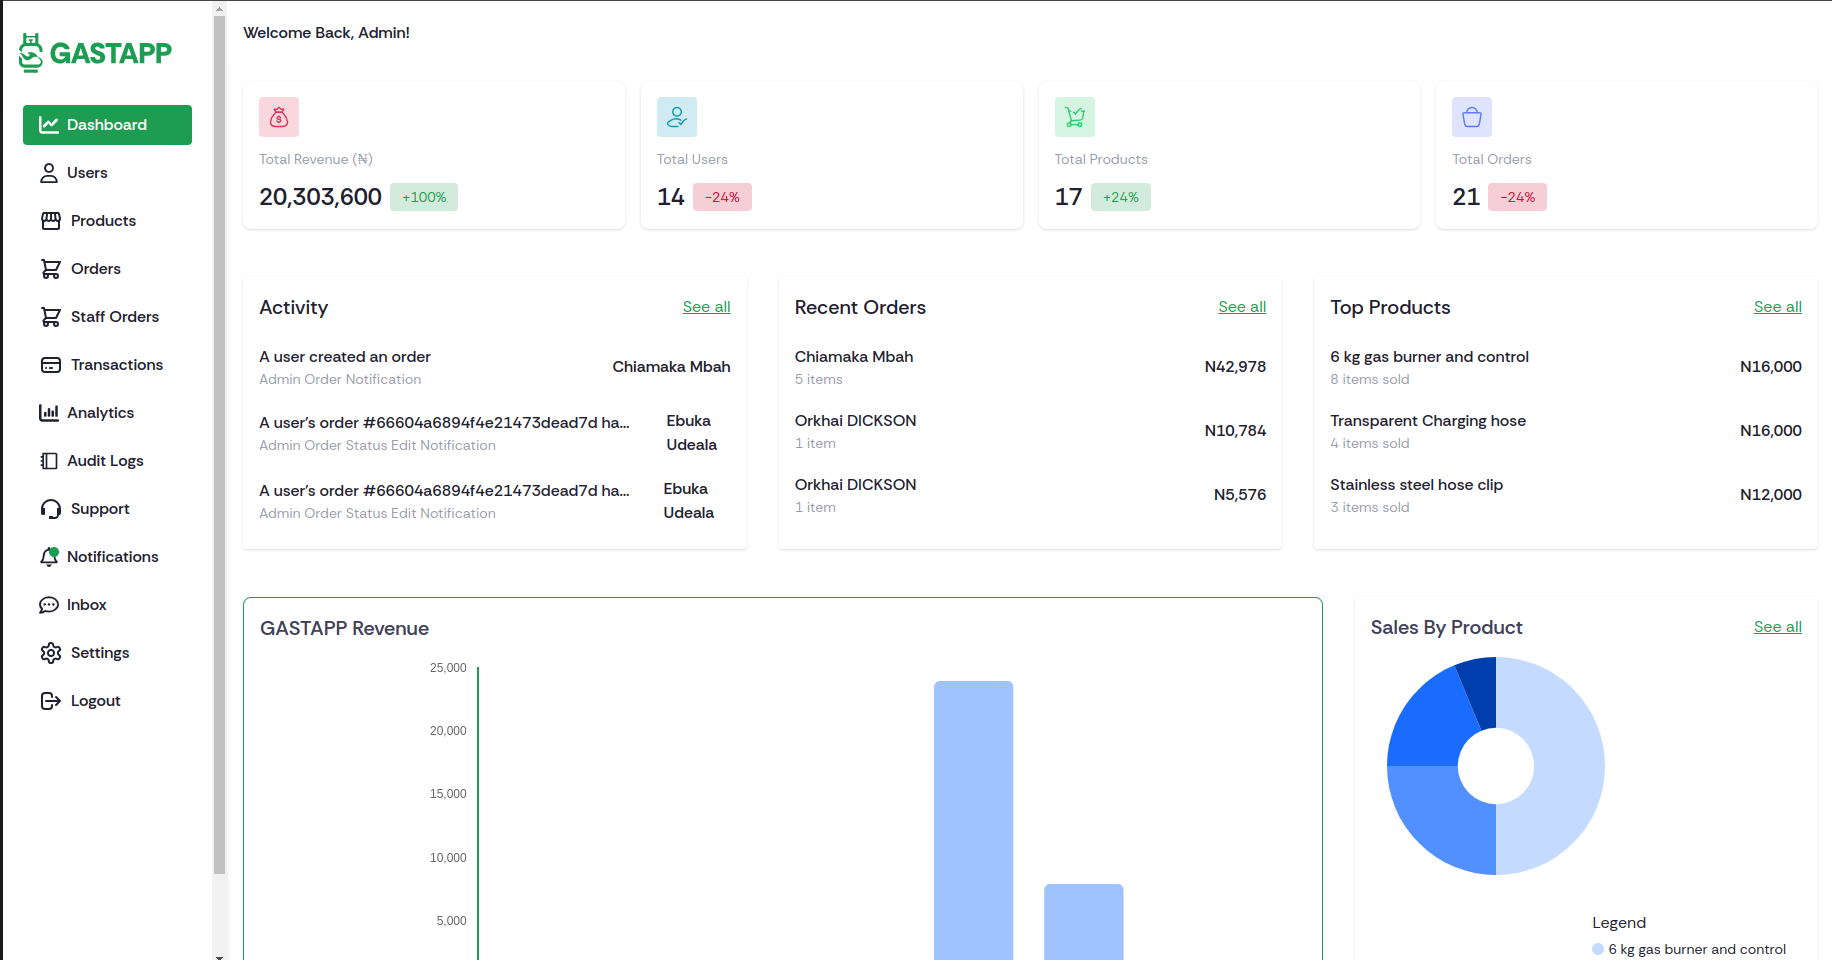 GASTAPP
Dashboard
Users
Products
Orders
Staff Orders
Transactions
Analytics
Audit Logs
Support
Notifications
Inbox
Settings
Logout
Welcome Back, Admin!
Total Revenue (₦)
20,303,600 +100%
Total Users
14 -24%
Total Products
17 +24%
Total Orders
21 -24%
Activity See all
A user created an order
Admin Order Notification
Chiamaka Mbah
A user's order #66604a6894f4e21473dead7d ha...
Admin Order Status Edit Notification
Ebuka
Udeala
A user's order #66604a6894f4e21473dead7d ha...
Admin Order Status Edit Notification
Ebuka
Udeala
Recent Orders See all
Chiamaka Mbah
5 items
N42,978
Orkhai DICKSON
1 item
N10,784
Orkhai DICKSON
1 item
N5,576
Top Products See all
6 kg gas burner and control
8 items sold
N16,000
Transparent Charging hose
4 items sold
N16,000
Stainless steel hose clip
3 items sold
N12,000
GASTAPP Revenue
25,000
20,000
15,000
10,000
5,000
Sales By Product See all
Legend
6 kg gas burner and control